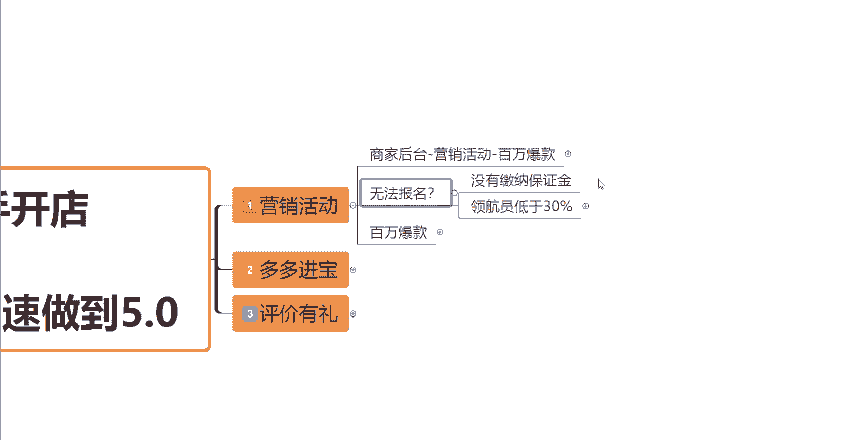 手开店
速做到5.0
1 营销活动
商家后台-营销活动-百万爆款
无法报名？
没有缴纳保证金
领航员低于30%
百万爆款
2 多多进宝
3 评价有礼